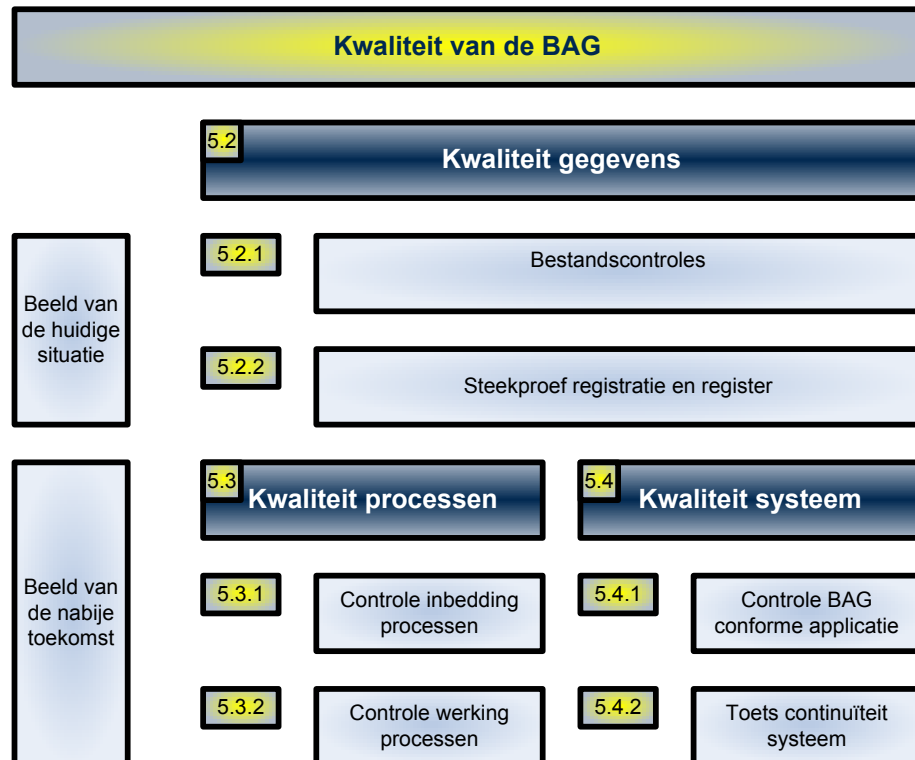 Kwaliteit van de BAG
5.2
Kwaliteit gegevens
Beeld van
de huidige
situatie
5.2.1
Bestandscontroles
5.2.2
Steekproef registratie en register
Beeld van
de nabije
toekomst
5.3
Kwaliteit processen
5.3.1
Controle inbedding
processen
5.3.2
Controle werking
processen
5.4
Kwaliteit systeem
5.4.1
Controle BAG
conforme applicatie
5.4.2
Toets continuïteit
systeem